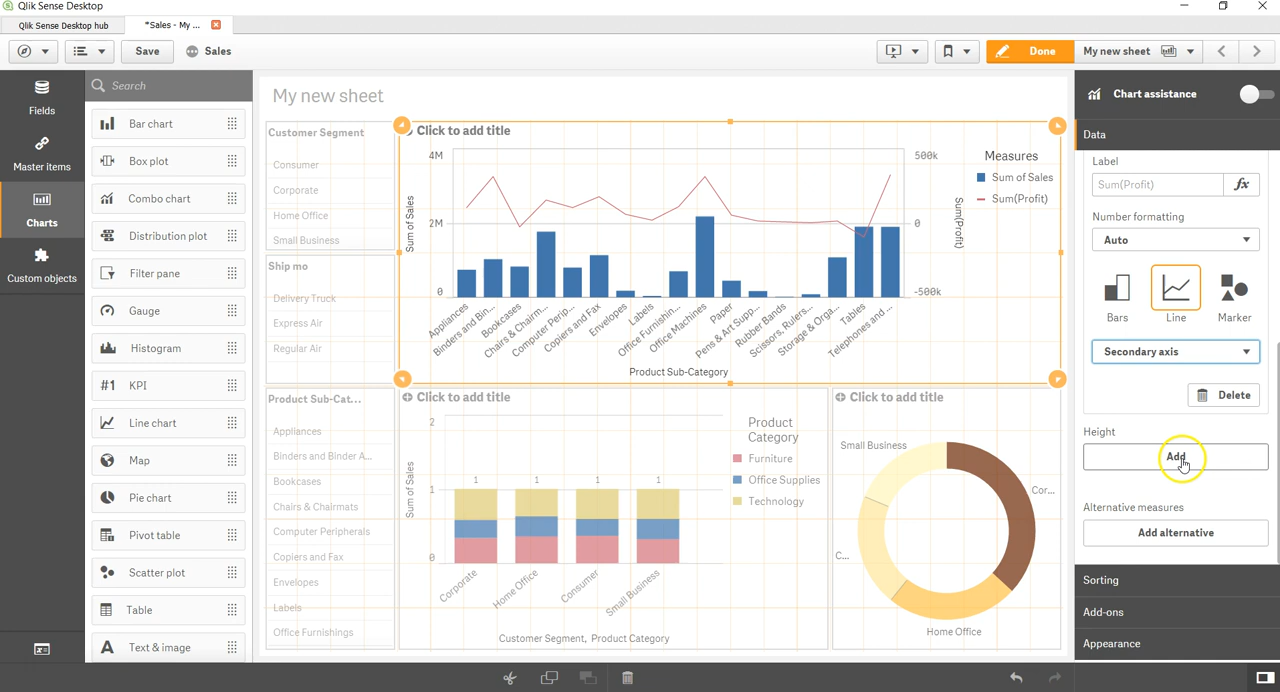 Qlik Sense Desktop
Qlik Sense Desktop hub
*Sales - My ...
Save
Sales
Done
My new sheet
Fields
Master items
Charts
Custom objects
Search
Bar chart
Box plot
Combo chart
Distribution plot
Filter pane
Gauge
Histogram
#1 KPI
Line chart
Map
Pie chart
Pivot table
Scatter plot
Table
A Text & image
My new sheet
Customer Segment
Consumer
Corporate
Home Office
Small Business
Ship mo
Delivery Truck
Express Air
Regular Air
Product Sub-Cat...
Appliances
Binders and Binder A...
Bookcases
Chairs & Chairmats
Computer Peripherals
Copiers and Fax
Envelopes
Labels
Office Furnishings
Click to add title
4M
2M
0
Sum of Sales
500k
0
-500k
Sum(Profit)
Measures
Sum of Sales
Sum(Profit)
Appliances
Binders and Bin...
Bookcases
Chairs & Chairm...
Computer Perip...
Copiers and Fax
Envelopes
Labels
Office Furnishin...
Office Machines
Paper
Pens & Art Supp...
Rubber Bands
Scissors, Rulers...
Storage & Orga...
Tables
Telephones and ...
Product Sub-Category
Click to add title
2
1
0
Sum of Sales
1
1
1
1
Corporate
Home Office
Consumer
Small Business
Customer Segment, Product Category
Product
Category
Furniture
Office Supplies
Technology
Click to add title
Small Business
Cor...
C...
Home Office
Chart assistance
Data
Label
Sum(Profit)
fx
Number formatting
Auto
Bars
Line
Marker
Secondary axis
Delete
Height
Add
Alternative measures
Add alternative
Sorting
Add-ons
Appearance